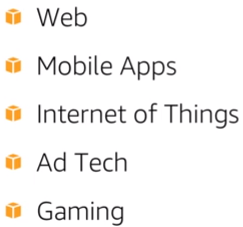 Web
Mobile Apps
Internet of Things
Ad Tech
Gaming